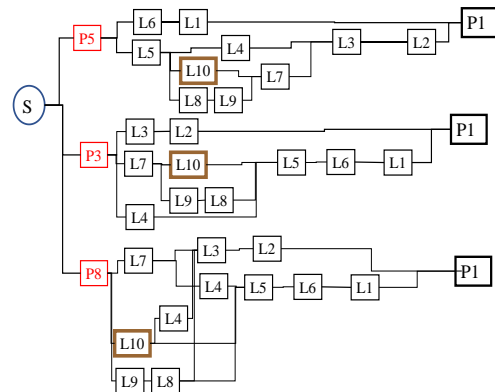 L6 L1 P1
P5
L5 L4 L3 L2
L10 L7
L8 L9
S
L3 L2 P1
P3 L7 L10 L5 L6 L1
L9 L8
L4
L3 L2
P8 L7 P1
L4 L5 L6 L1
L4
L10
L9 L8